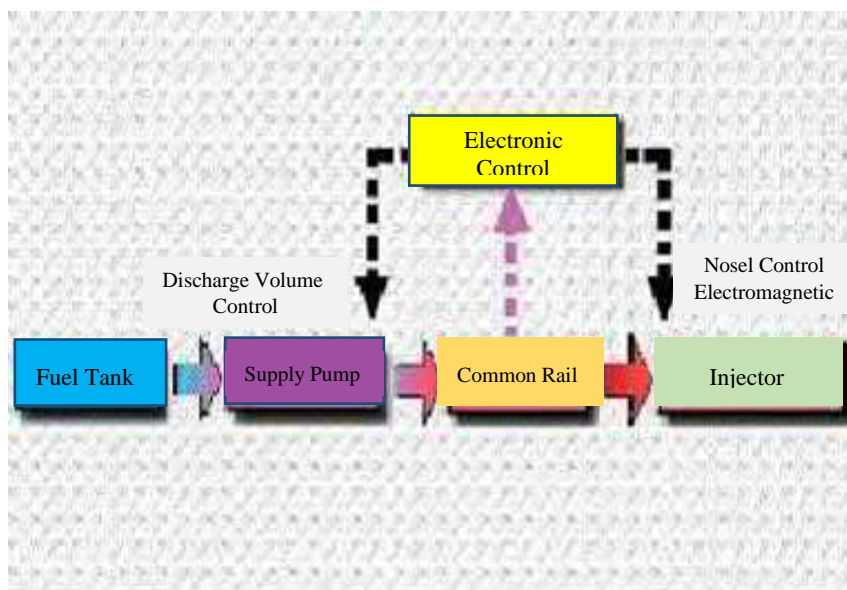 Electronic
Control
Discharge Volume
Control
Nosel Control
Electromagnetic
Fuel Tank
Supply Pump
Common Rail
Injector